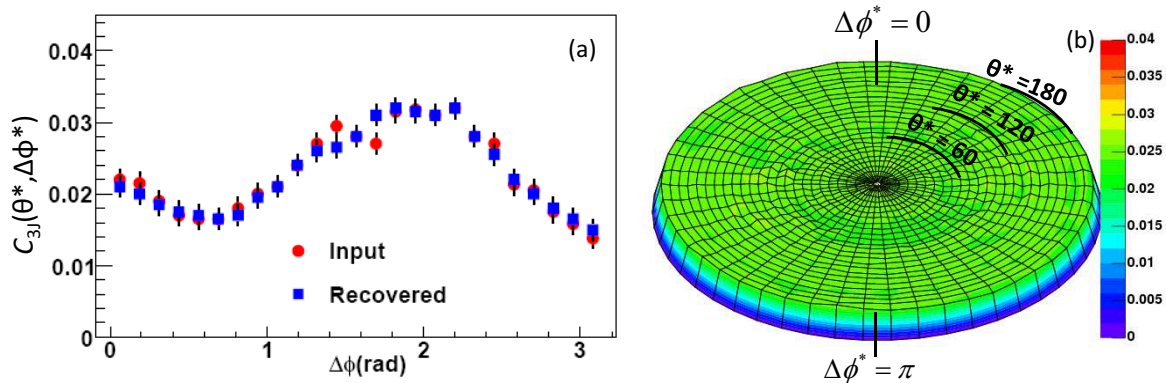 (a)
0.04
0.03
0.02
0.01
0
C3J(θ*,Δϕ*)
Input
Recovered
0 1 2 3
Δϕ(rad)
Δϕ* = 0
(b)
θ* =180
θ* = 120
θ* = 60
Δϕ* = π
0.04
0.035
0.03
0.025
0.02
0.015
0.01
0.005
0